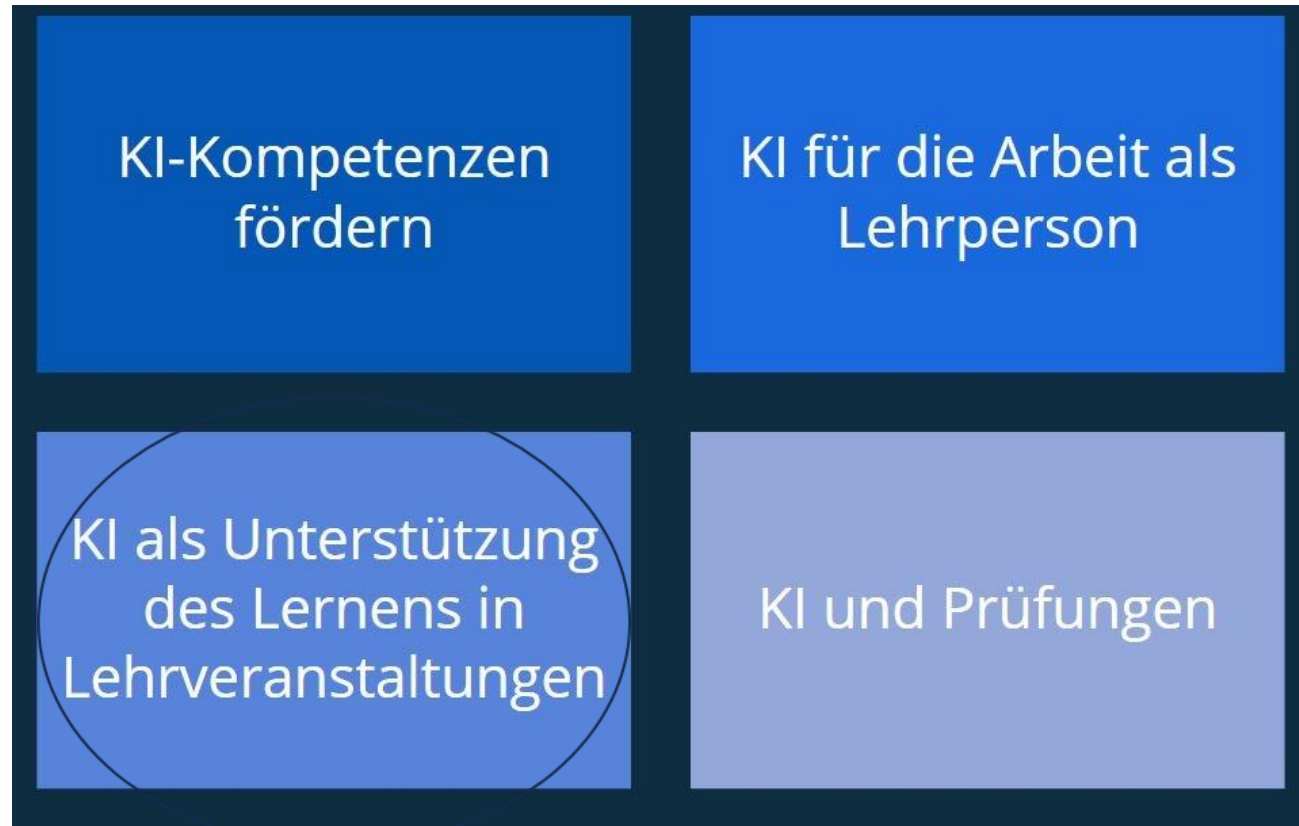 KI-Kompetenzen
fördern
KI für die Arbeit als
Lehrperson
KI als Unterstützung
des Lernens in
Lehrveranstaltungen
KI und Prüfungen